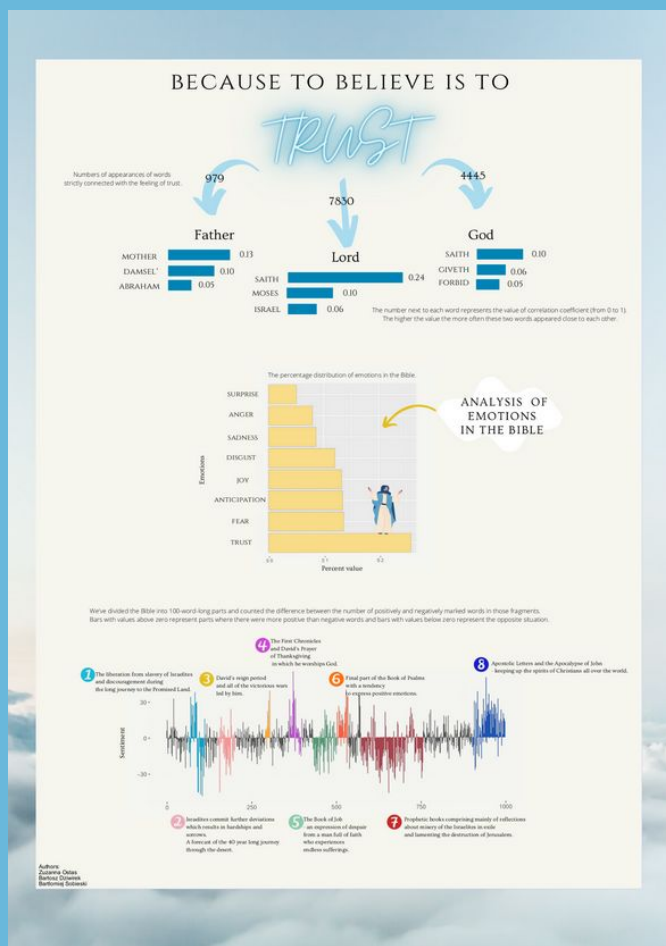 BECAUSE TO BELIEVE IS TO
TRUST
Numbers of appearances of words
strictly connected with the feeling of trust.
979
7830
4445
Father
MOTHER 0.13
DAMSEL' 0.10
ABRAHAM 0.05
Lord
SAITH 0.24
MOSES 0.10
ISRAEL 0.06
God
SAITH 0.10
GIVETH 0.06
FORBID 0.05
The number next to each word represents the value of correlation coefficient (from 0 to 1).
The higher the value the more often these two words appeared close to each other.
The percentage distribution of emotions in the Bible.
ANALYSIS OF
EMOTIONS
IN THE BIBLE
Emotions
SURPRISE
ANGER
SADNESS
DISGUST
JOY
ANTICIPATION
FEAR
TRUST
0.0 0.1 0.2
Percent value
We've divided the Bible into 100-word-long parts and counted the difference between the number of positively and negatively marked words in those fragments.
Bars with values above zero represent parts where there were more positive than negative words and bars with values below zero represent the opposite situation.
1 The liberation from slavery of Israelites
and discouragement during
the long journey to the Promised Land.
3 David's reign period
and all of the victorious wars
led by him.
4 The First Chronicles
and David's Prayer
of Thanksgiving
in which he worships God.
6 Final part of the Book of Psalms
with a tendency
to express positive emotions.
8 Apostolic Letters and the Apocalypse of John
- keeping up the spirits of Christians all over the world.
Sentiment
30
0
-30
0 250 500 750 1000
2 Israelites commit further deviations
which results in hardships and
sorrows.
A forecast of the 40 year long journey
through the desert.
5 The Book of Job
- an expression of despair
from a man full of faith
who experiences
endless sufferings.
7 Prophetic books comprising mainly of reflections
about misery of the Israelites in exile
and lamenting the destruction of Jerusalem.
Authors:
Zuzanna Ostas
Bartosz Dziwirek
Bartłomiej Sobieski